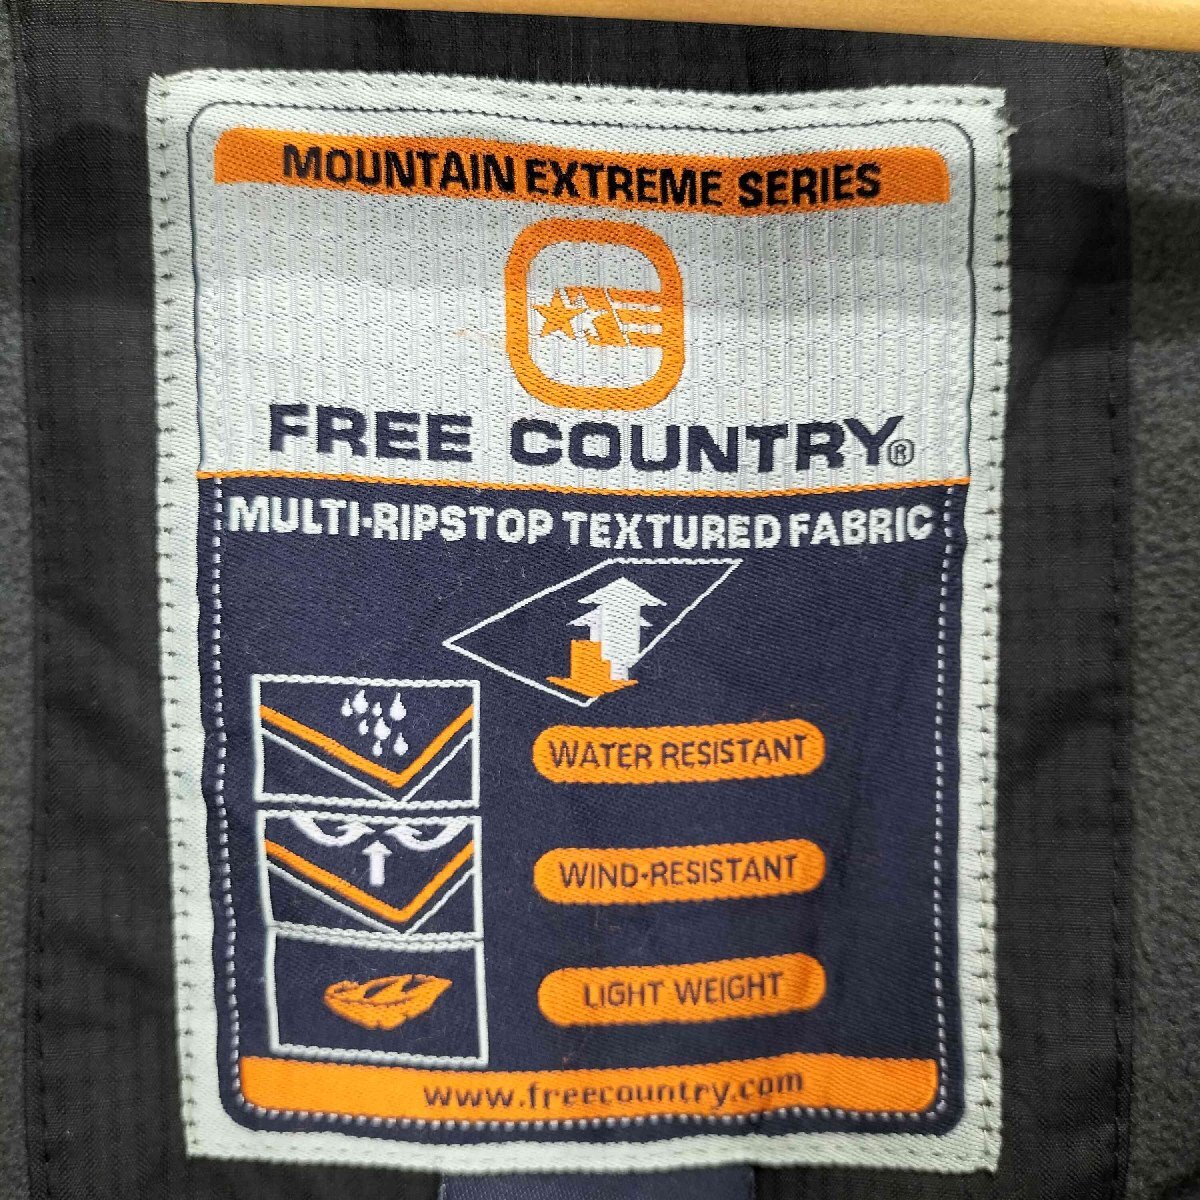 MOUNTAIN EXTREME SERIES
FREE COUNTRY®
MULTI-RIPSTOP TEXTURED FABRIC
WATER RESISTANT
WIND-RESISTANT
LIGHT WEIGHT
www.freecountry.com